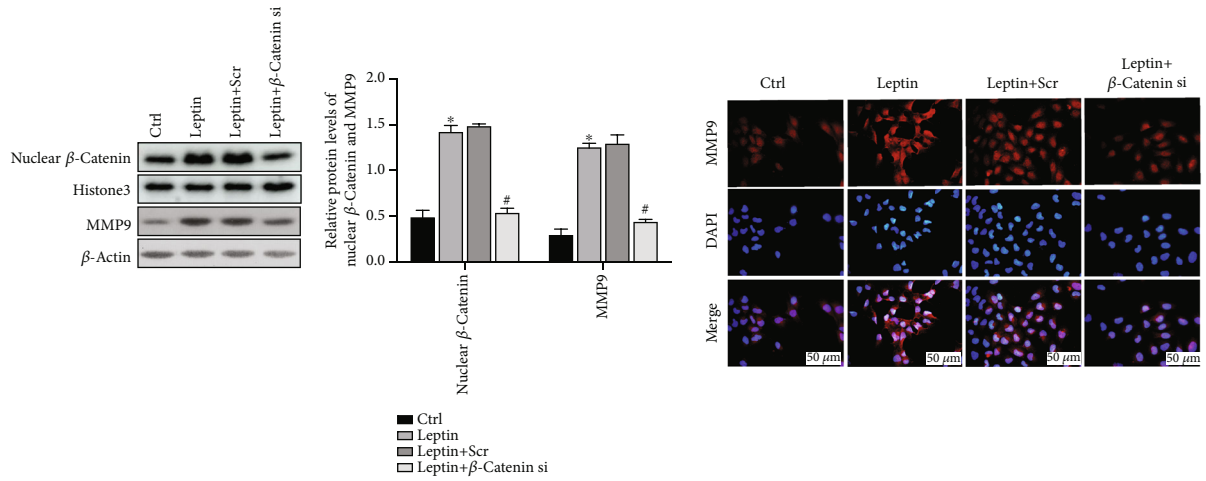 Ctrl
Leptin
Leptin+Scr
Leptin+β-Catenin si
Nuclear β-Catenin
Histone3
MMP9
β-Actin
Relative protein levels of
nuclear β-Catenin and MMP9
2.0
1.5
1.0
0.5
0.0
*
#
*
#
Nuclear β-Catenin
MMP9
Ctrl
Leptin
Leptin+Scr
Leptin+β-Catenin si
Ctrl
Leptin
Leptin+Scr
Leptin+
β-Catenin si
MMP9
DAPI
Merge
50 μm
50 μm
50 μm
50 μm